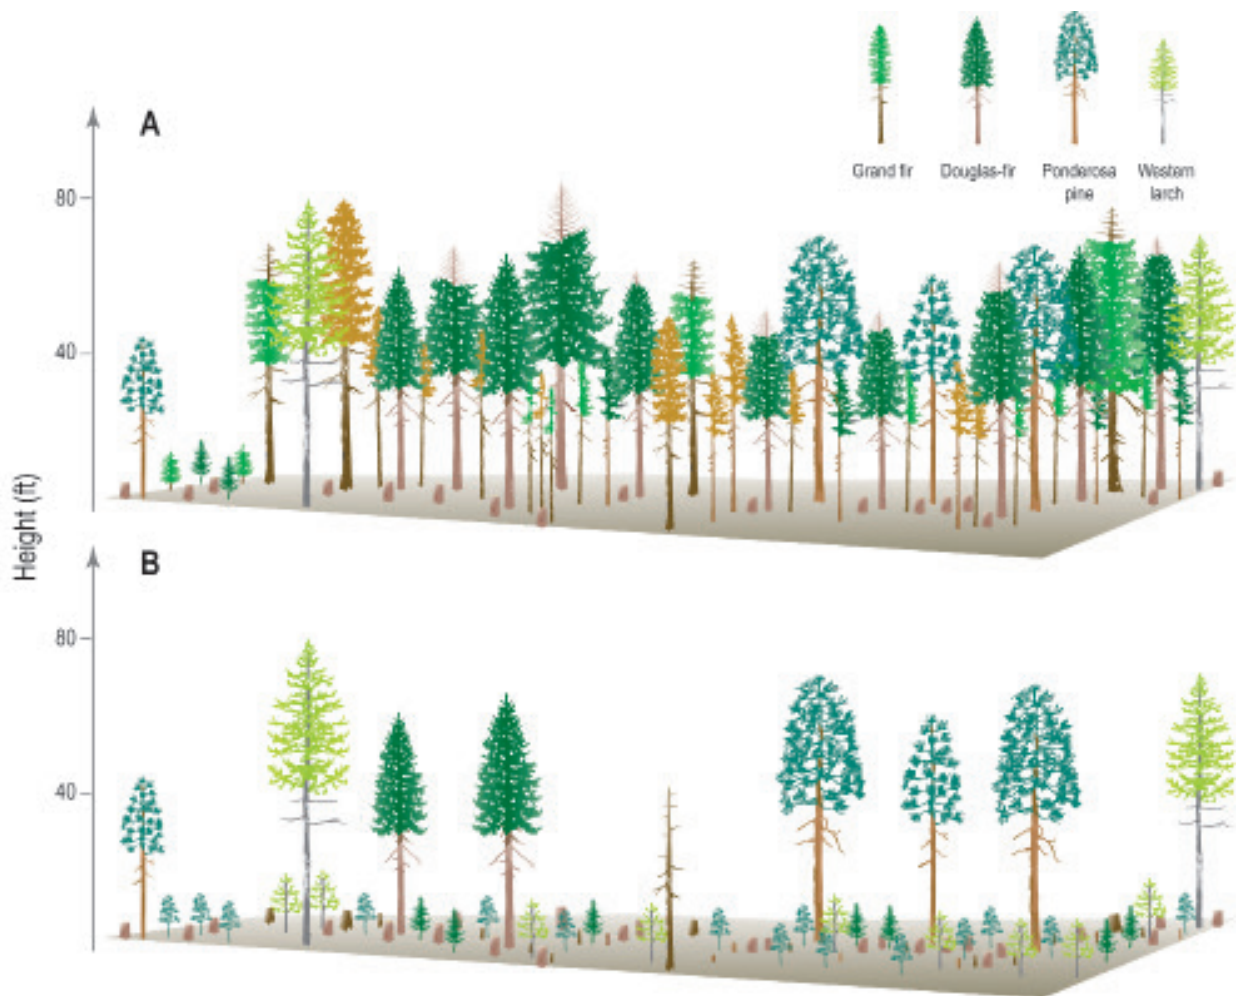 A
Grand fir
Douglas-fir
Ponderosa
pine
Western
larch
80
40
Height (ft)
B
80
40